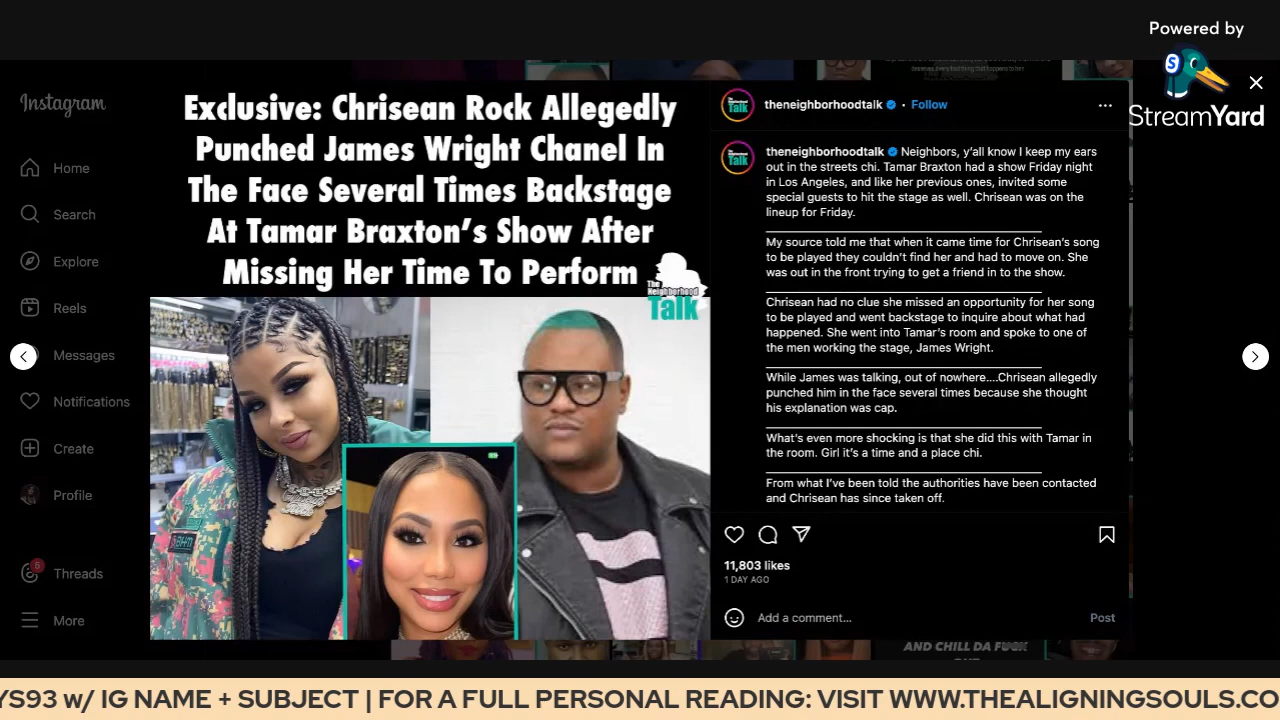 Powered by
StreamYard
Instagram
Home
Search
Explore
Reels
Messages
Notifications
Create
Profile
5
Threads
More
Exclusive: Chrisean Rock Allegedly
Punched James Wright Chanel In
The Face Several Times Backstage
At Tamar Braxton's Show After
Missing Her Time To Perform
The
Neighborhood
Talk
theneighborhoodtalk • Follow
theneighborhoodtalk Neighbors, y'all know I keep my ears
out in the streets chi. Tamar Braxton had a show Friday night
in Los Angeles, and like her previous ones, invited some
special guests to hit the stage as well. Chrisean was on the
lineup for Friday.
My source told me that when it came time for Chrisean's song
to be played they couldn't find her and had to move on. She
was out in the front trying to get a friend in to the show.
Chrisean had no clue she missed an opportunity for her song
to be played and went backstage to inquire about what had
happened. She went into Tamar's room and spoke to one of
the men working the stage, James Wright.
While James was talking, out of nowhere....Chrisean allegedly
punched him in the face several times because she thought
his explanation was cap.
What's even more shocking is that she did this with Tamar in
the room. Girl it's a time and a place chi.
From what I've been told the authorities have been contacted
and Chrisean has since taken off.
11,803 likes
1 DAY AGO
Add a comment...
Post
AND CHILL DA FUCK
YS93 w/ IG NAME + SUBJECT | FOR A FULL PERSONAL READING: VISIT WWW.THEALIGNINGSOULS.CO